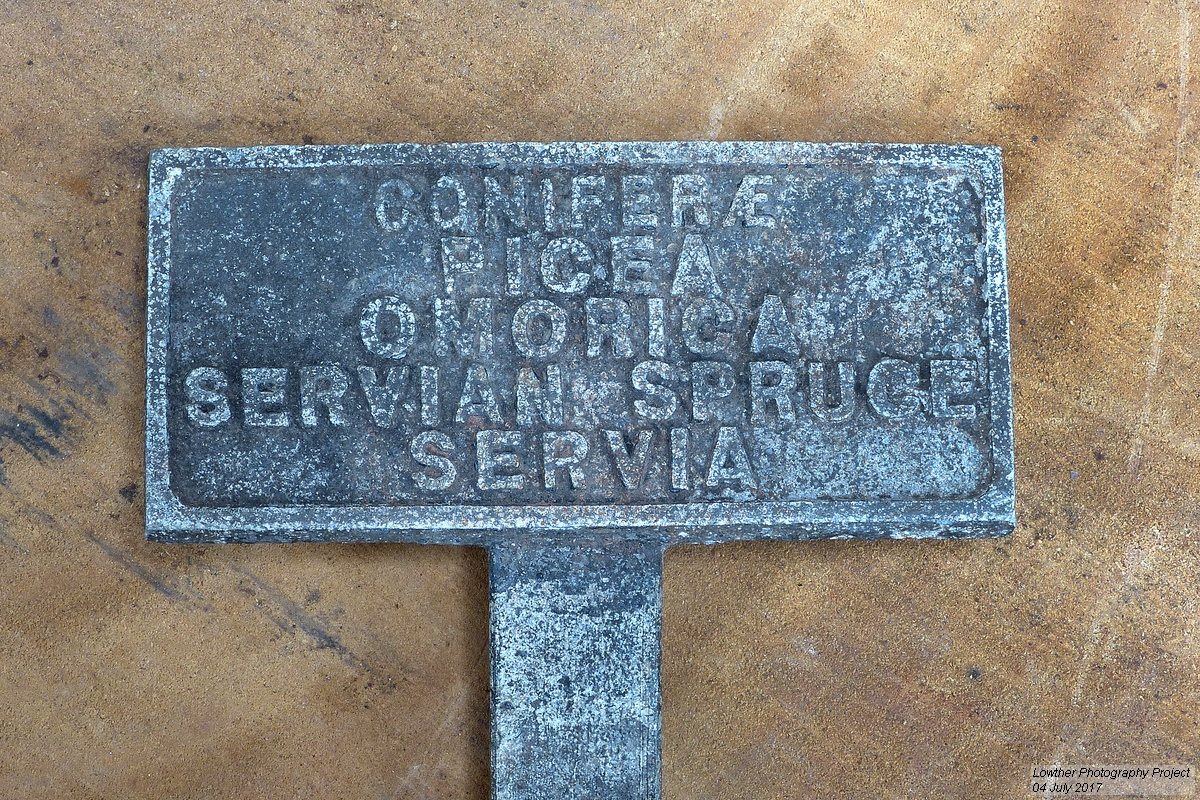 CONIFERÆ
PICEA
OMORICA
SERVIAN SPRUCE
SERVIA
Lowther Photography Project
04 July 2017